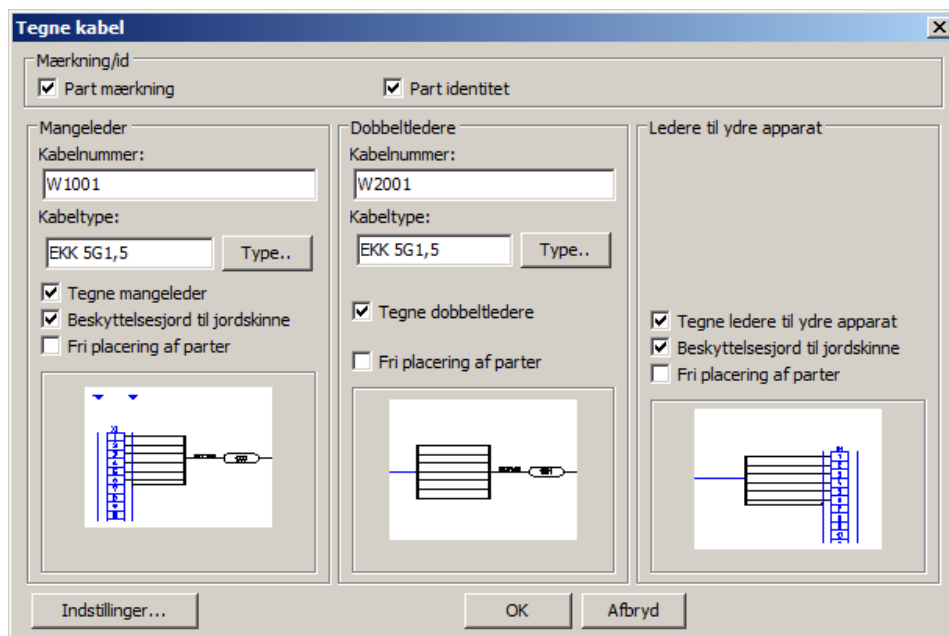 Tegne kabel
Mærkning/id
Part mærkning
Part identitet
Mangeleder
Kabelnummer:
W1001
Kabeltype:
EKK 5G1,5
Type..
Tegne mangeleder
Beskyttelsesjord til jordskinne
Fri placering af parter
Dobbeltledere
Kabelnummer:
W2001
Kabeltype:
EKK 5G1,5
Type..
Tegne dobbeltledere
Fri placering af parter
Ledere til ydre apparat
Tegne ledere til ydre apparat
Beskyttelsesjord til jordskinne
Fri placering af parter
Indstillinger...
OK
Afbryd